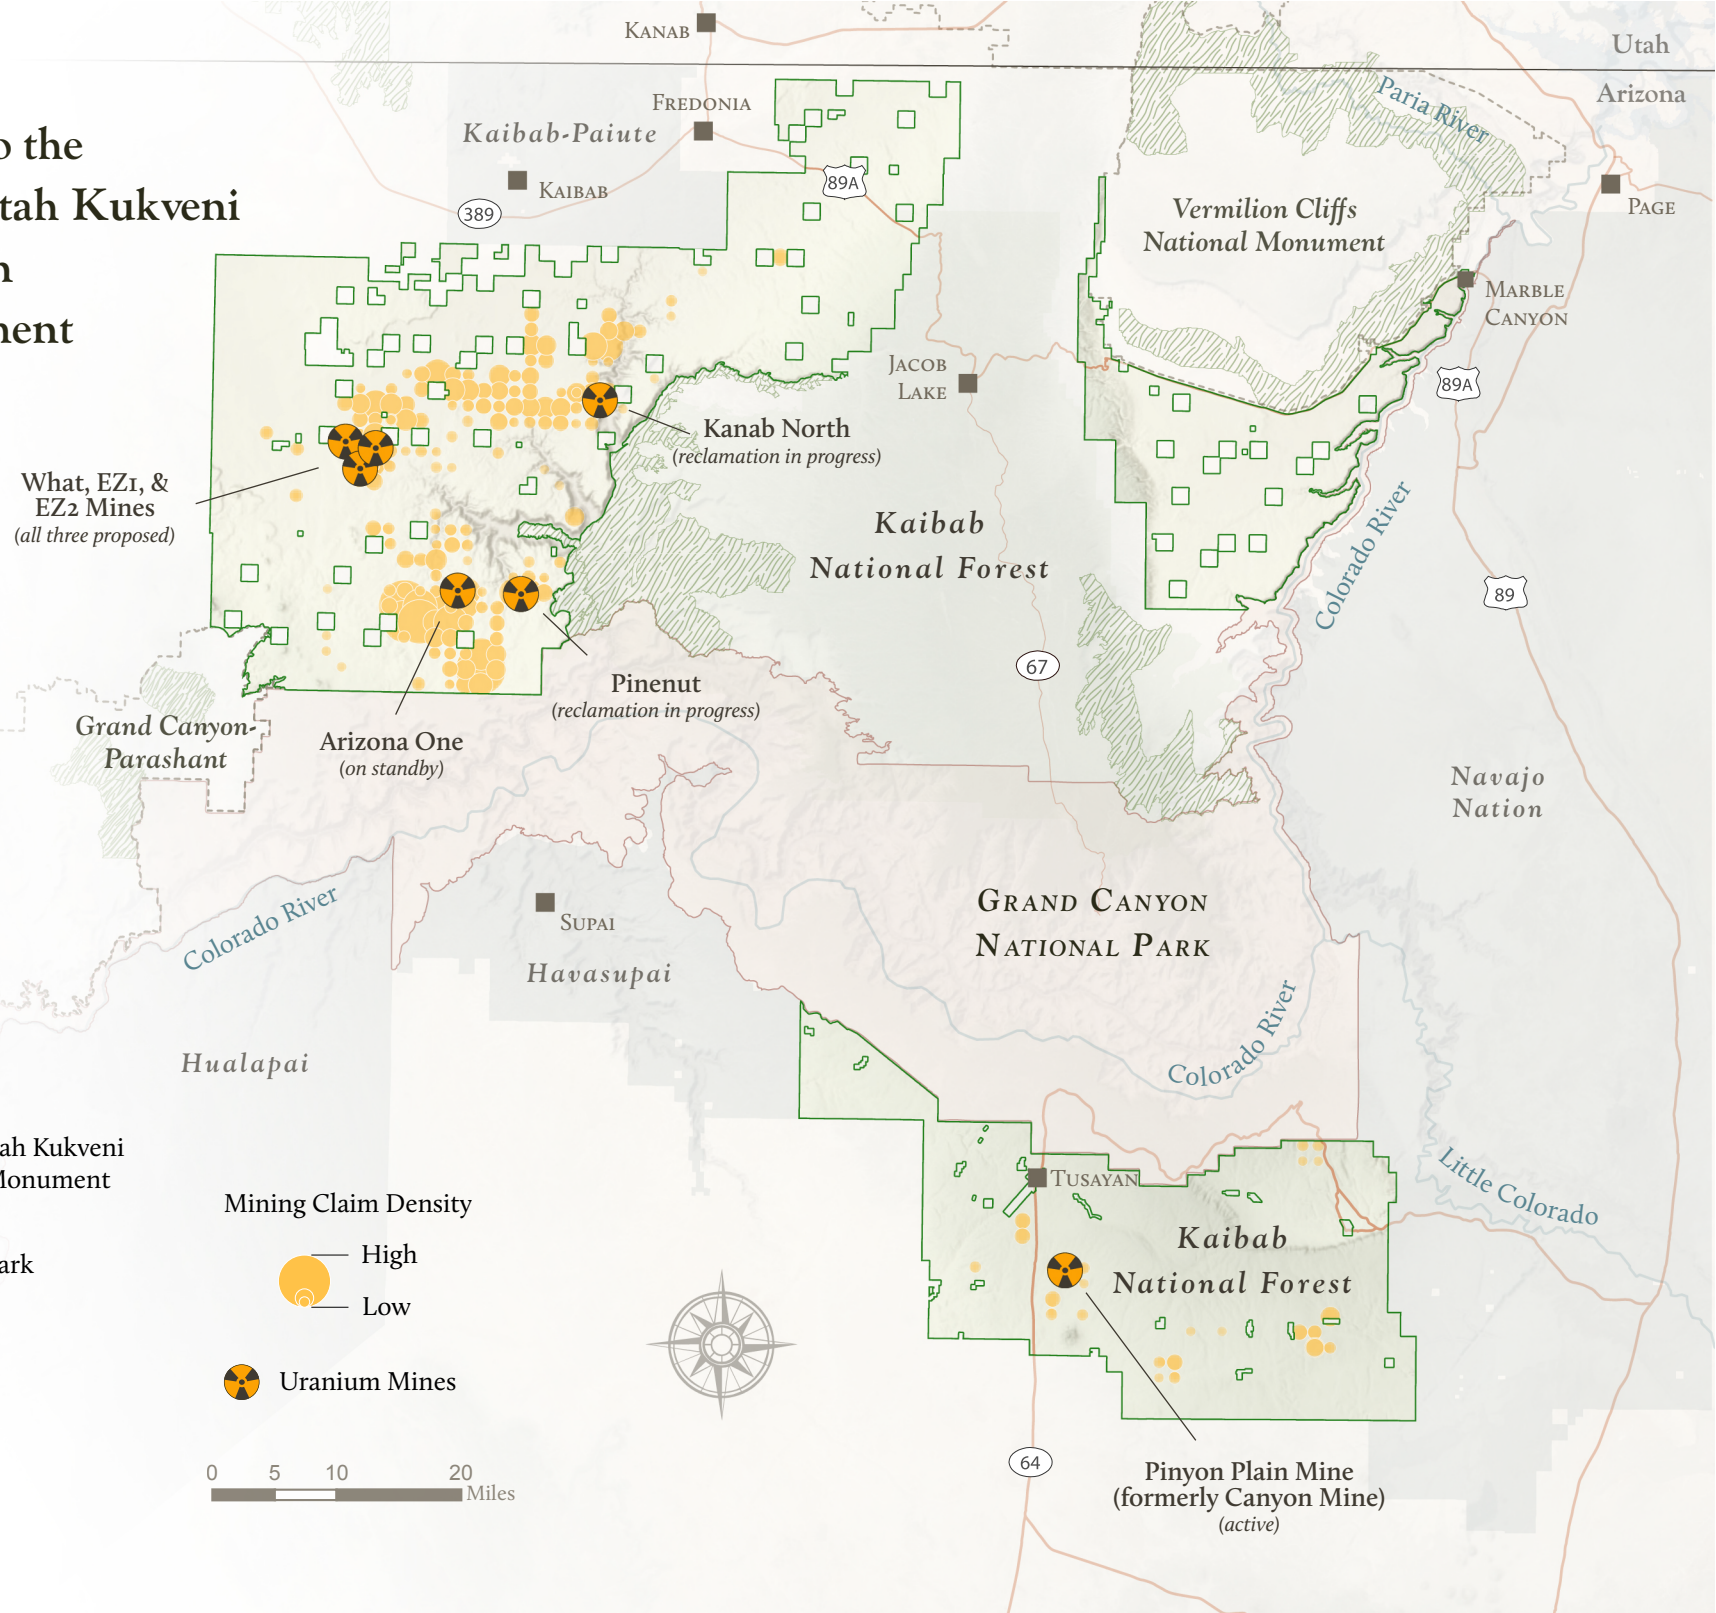 o the
tah Kukveni
n
nent
KANAB
FREDONIA
Kaibab-Paiute
KAIBAB
389
89A
Utah
Arizona
Paria River
PAGE
Vermilion Cliffs
National Monument
MARBLE
CANYON
89A
JACOB
LAKE
Kanab North
(reclamation in progress)
What, EZ1, &
EZ2 Mines
(all three proposed)
Kaibab
National Forest
Colorado River
89
67
Pinenut
(reclamation in progress)
Grand Canyon-
Parashant
Arizona One
(on standby)
Navajo
Nation
GRAND CANYON
NATIONAL PARK
SUPAI
Colorado River
Havasupai
Colorado River
Hualapai
ah Kukveni
Monument
ark
Little Colorado
TUSAYAN
Kaibab
National Forest
Mining Claim Density
High
Low
Uranium Mines
0 5 10 20
Miles
64
Pinyon Plain Mine
(formerly Canyon Mine)
(active)